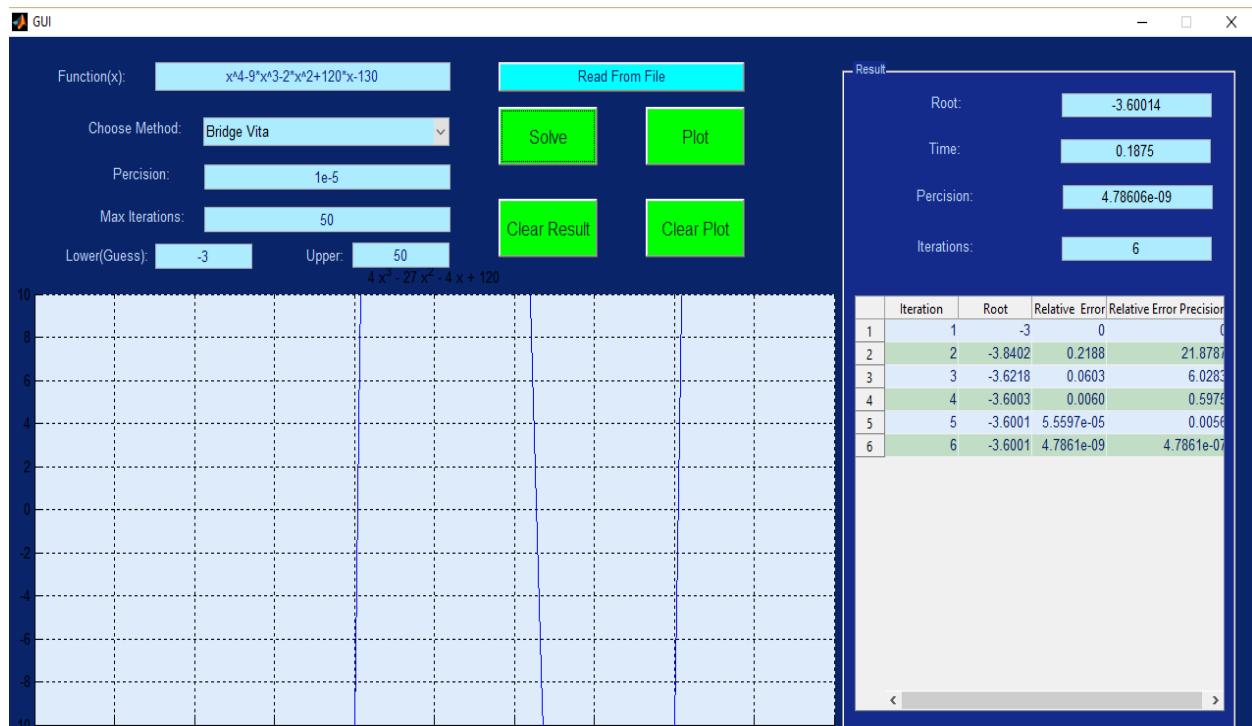 GUI
Function(x): x^4-9*x^3-2*x^2+120*x-130
Choose Method: Bridge Vita
Percision: 1e-5
Max Iterations: 50
Lower(Guess): -3 Upper: 50
Read From File
Solve Plot
Clear Result Clear Plot
4 x^3 - 27 x^2 - 4 x + 120
10
8
6
4
2
0
-2
-4
-6
-8
-10
Result
Root: -3.60014
Time: 0.1875
Percision: 4.78606e-09
Iterations: 6
Iteration Root Relative Error Relative Error Precision
1 1 -3 0 0
2 2 -3.8402 0.2188 21.8787
3 3 -3.6218 0.0603 6.0283
4 4 -3.6003 0.0060 0.5975
5 5 -3.6001 5.5597e-05 0.0056
6 6 -3.6001 4.7861e-09 4.7861e-07